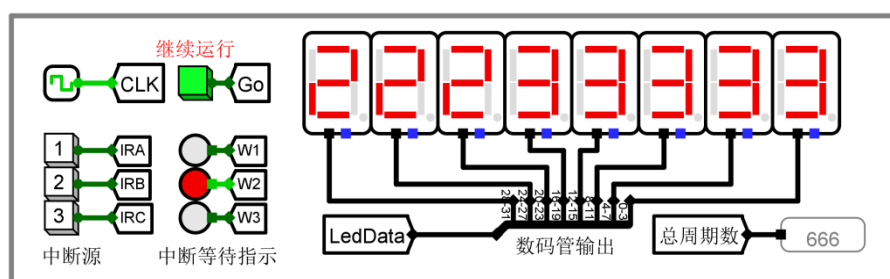 继续运行
CLK
Go
22233333
1
IRA
W1
2
IRB
W2
3
IRC
W3
中断源
中断等待指示
LedData
28-31
24-27
20-23
16-19
12-15
8-11
4-7
0-3
数码管输出
总周期数
666